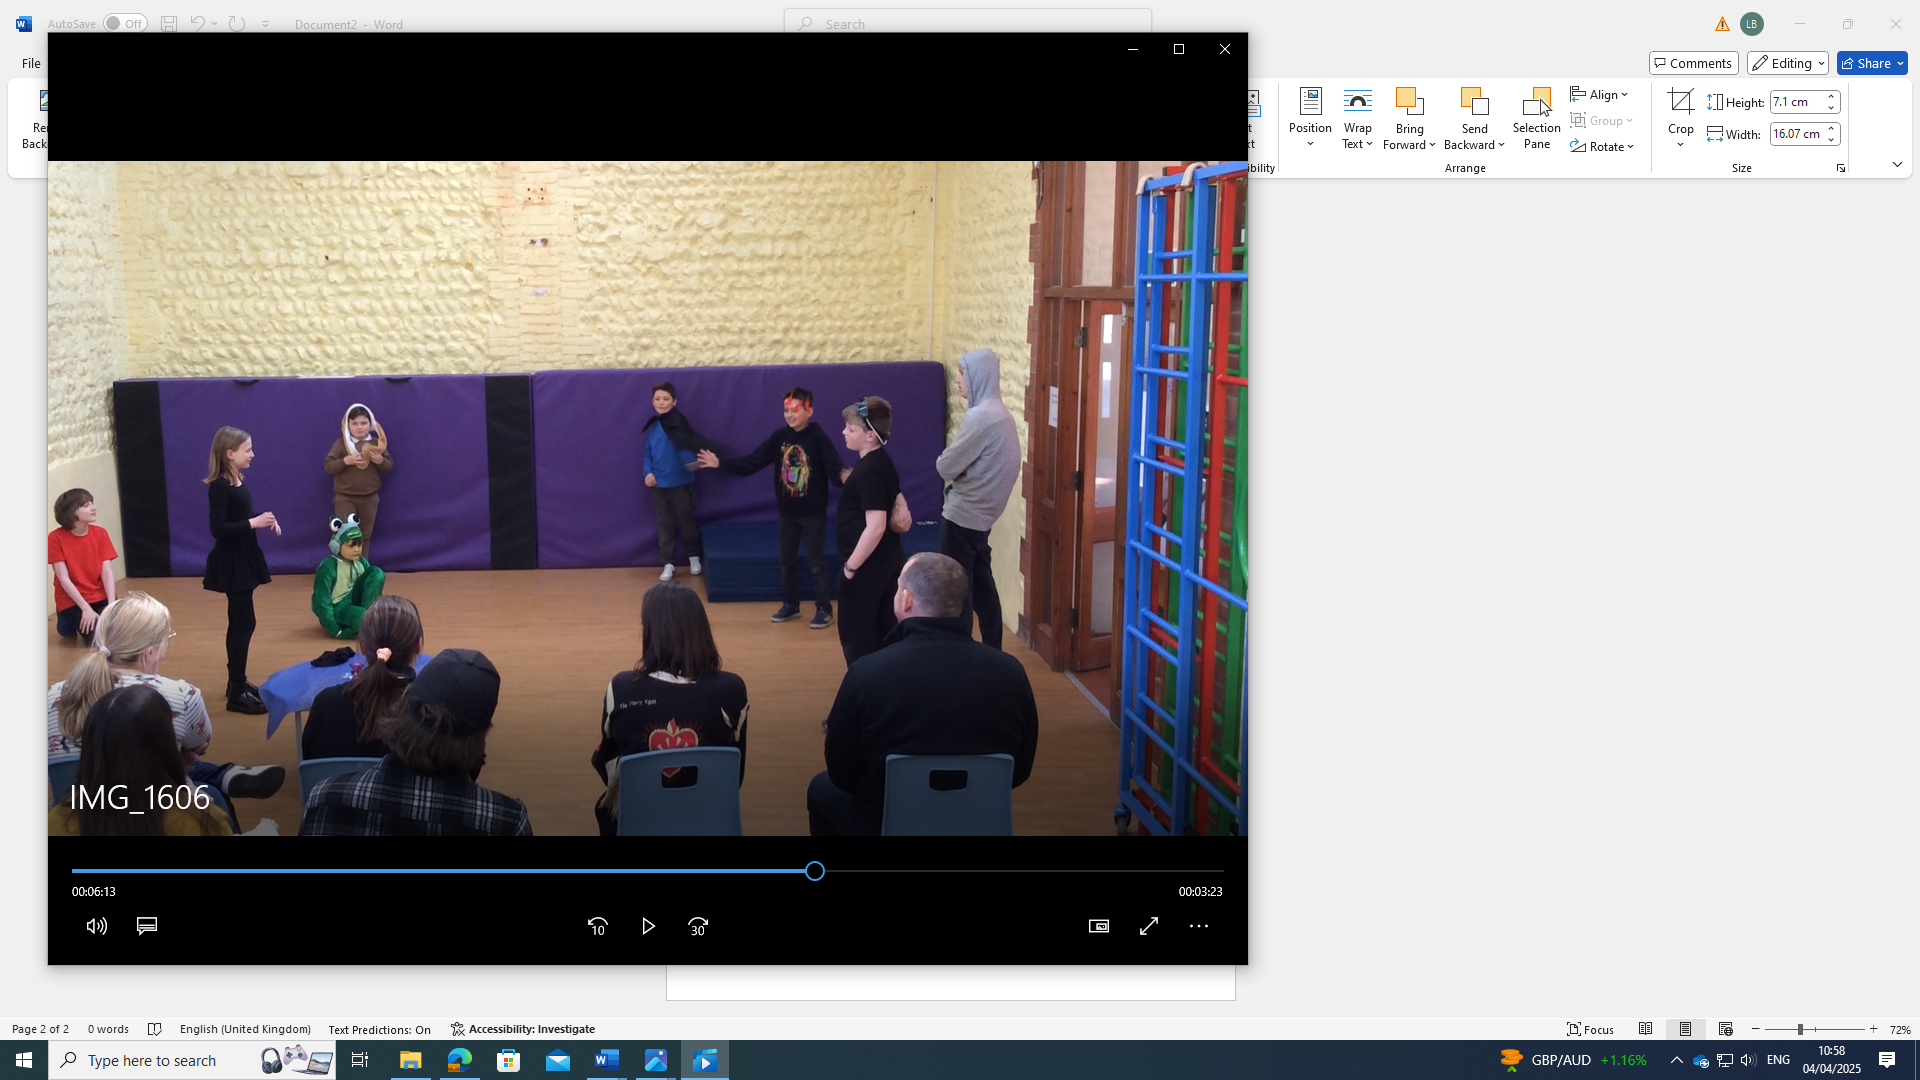 AutoSave Off Document2 - Word Search LB
File Comments Editing Share
Position Wrap Text Bring Forward Send Backward Selection Pane Align Group Rotate Crop Height: 7.1 cm Width: 16.07 cm
Arrange Size
IMG_1606
00:06:13 00:03:23
10 30
Page 2 of 2 0 words English (United Kingdom) Text Predictions: On Accessibility: Investigate Focus 72%
Type here to search GBP/AUD +1.16% ENG 10:58
04/04/2025